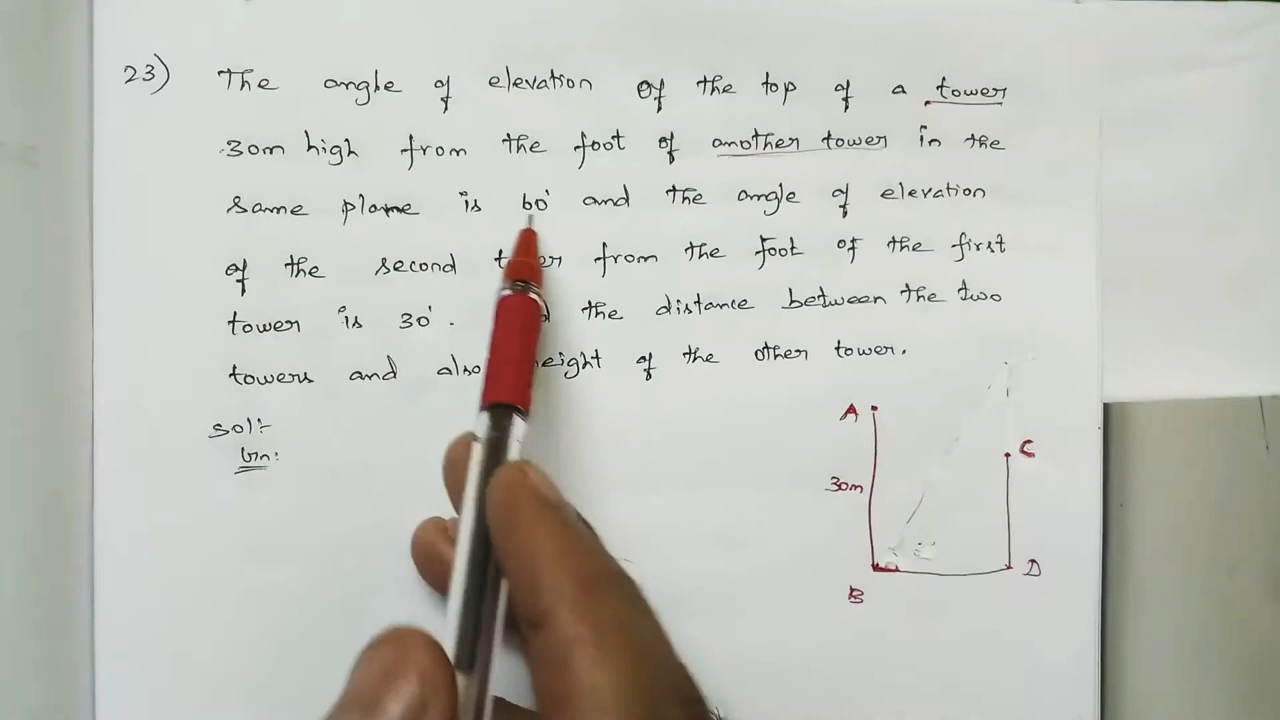 23) The angle of elevation of the top of a tower
30m high from the foot of another tower in the
same plane is 60° and the angle of elevation
of the second from the foot of the first
tower is 30°. the distance between the two
towers and also height of the other tower.
Sol:-
Gn:
A
C
30m
D
B